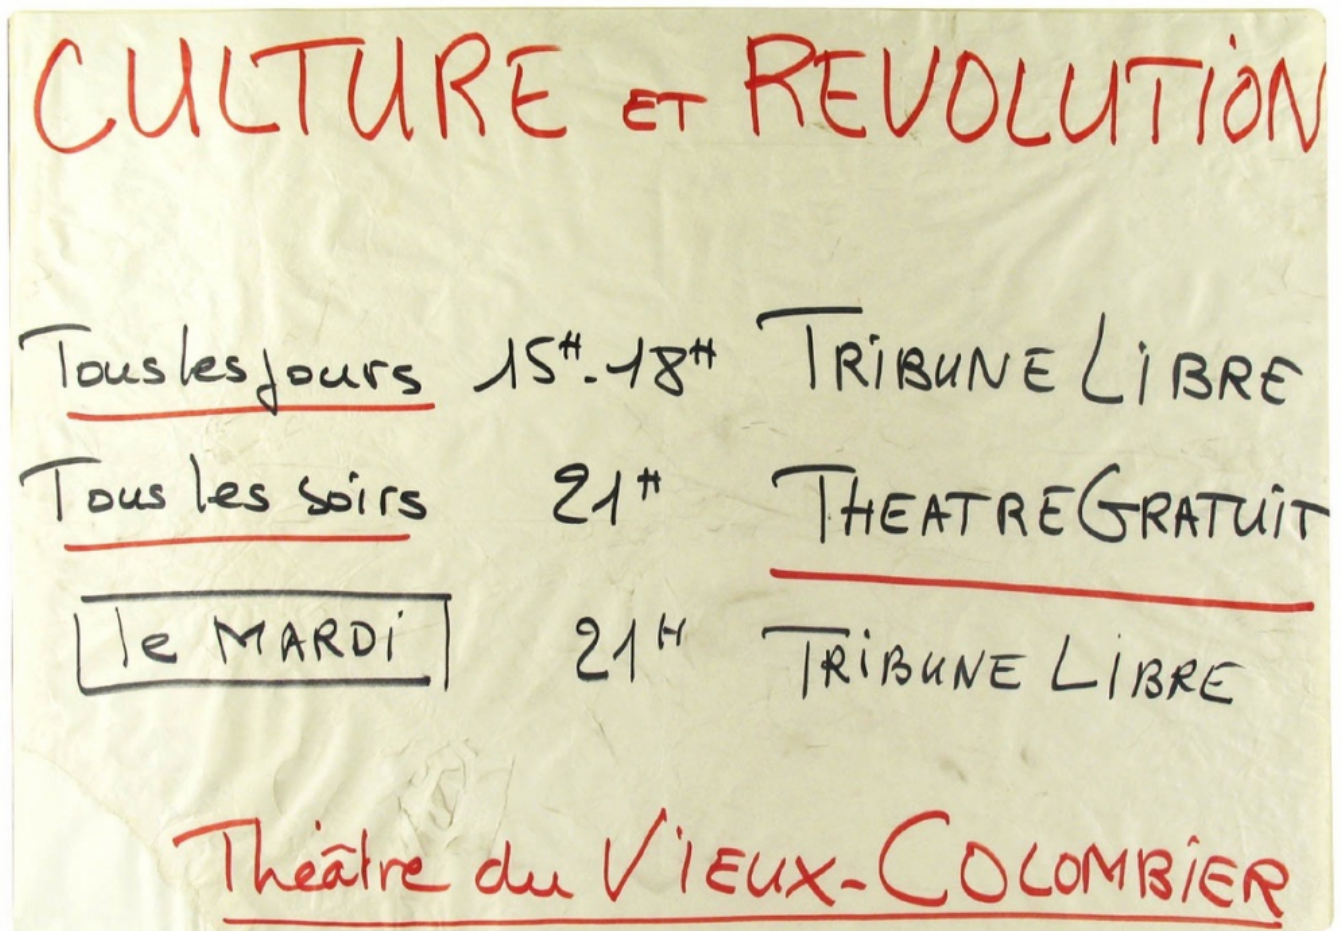 CULTURE ET REVOLUTION
Tous les jours 15H-18H TRIBUNE LIBRE
Tous les soirs 21H THEATRE GRATUIT
le MARDI 21H TRIBUNE LIBRE
Théâtre du VIEUX-COLOMBIER